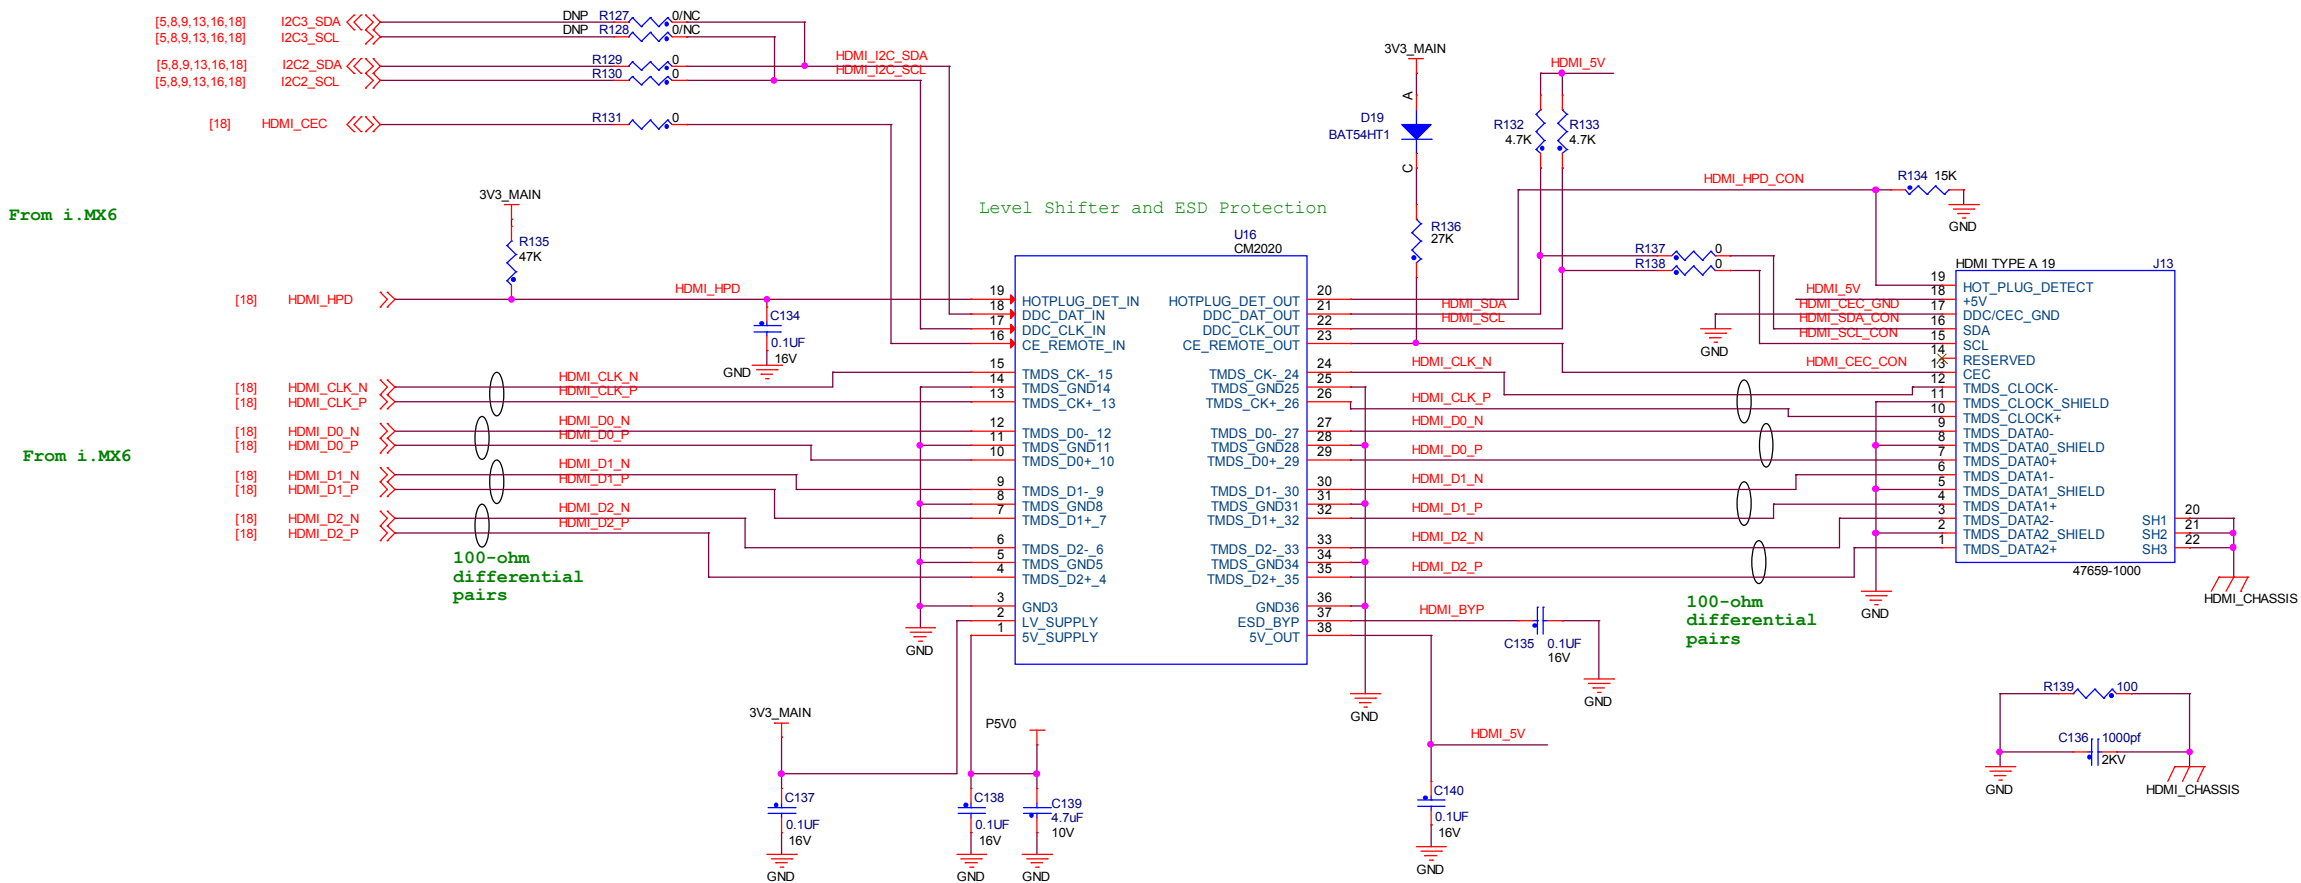 [5,8,9,13,16,18] I2C3_SDA DNP R127 0/NC
[5,8,9,13,16,18] I2C3_SCL DNP R128 0/NC
[5,8,9,13,16,18] I2C2_SDA R129 0 HDMI_I2C_SDA
[5,8,9,13,16,18] I2C2_SCL R130 0 HDMI_I2C_SCL
[18] HDMI_CEC R131 0
From i.MX6
3V3_MAIN
R135
47K
[18] HDMI_HPD HDMI_HPD
C134
0.1UF
16V
GND
[18] HDMI_CLK_N HDMI_CLK_N
[18] HDMI_CLK_P HDMI_CLK_P
[18] HDMI_D0_N HDMI_D0_N
[18] HDMI_D0_P HDMI_D0_P
From i.MX6
[18] HDMI_D1_N HDMI_D1_N
[18] HDMI_D1_P HDMI_D1_P
[18] HDMI_D2_N HDMI_D2_N
[18] HDMI_D2_P HDMI_D2_P
100-ohm
differential
pairs
GND
Level Shifter and ESD Protection
U16
CM2020
19 HOTPLUG_DET_IN HOTPLUG_DET_OUT 20
18 DDC_DAT_IN DDC_DAT_OUT 21
17 DDC_CLK_IN DDC_CLK_OUT 22
16 CE_REMOTE_IN CE_REMOTE_OUT 23
15 TMDS_CK-_15 TMDS_CK-_24 24
14 TMDS_GND14 TMDS_GND25 25
13 TMDS_CK+_13 TMDS_CK+_26 26
12 TMDS_D0-_12 TMDS_D0-_27 27
11 TMDS_GND11 TMDS_GND28 28
10 TMDS_D0+_10 TMDS_D0+_29 29
9 TMDS_D1-_9 TMDS_D1-_30 30
8 TMDS_GND8 TMDS_GND31 31
7 TMDS_D1+_7 TMDS_D1+_32 32
6 TMDS_D2-_6 TMDS_D2-_33 33
5 TMDS_GND5 TMDS_GND34 34
4 TMDS_D2+_4 TMDS_D2+_35 35
3 GND3 GND36 36
2 LV_SUPPLY ESD_BYP 37
1 5V_SUPPLY 5V_OUT 38
3V3_MAIN
A
D19
BAT54HT1
C
R136
27K
HDMI_5V
R132
4.7K
R133
4.7K
HDMI_HPD_CON
R134 15K
GND
R137 0
R138 0
HDMI_SDA
HDMI_SCL
HDMI_CLK_N
HDMI_CLK_P
HDMI_D0_N
HDMI_D0_P
HDMI_D1_N
HDMI_D1_P
HDMI_D2_N
HDMI_D2_P
HDMI_BYP
C135 0.1UF
16V
GND
GND
GND
HDMI_5V
HDMI_CEC_GND
HDMI_SDA_CON
HDMI_SCL_CON
HDMI_CEC_CON
100-ohm
differential
pairs
GND
HDMI TYPE A 19 J13
19 HOT_PLUG_DETECT
18 +5V
17 DDC/CEC_GND
16 SDA
15 SCL
14 RESERVED
13 CEC
12 TMDS_CLOCK-
11 TMDS_CLOCK_SHIELD
10 TMDS_CLOCK+
9 TMDS_DATA0-
8 TMDS_DATA0_SHIELD
7 TMDS_DATA0+
6 TMDS_DATA1-
5 TMDS_DATA1_SHIELD
4 TMDS_DATA1+
3 TMDS_DATA2- SH1 20
2 TMDS_DATA2_SHIELD SH2 21
1 TMDS_DATA2+ SH3 22
47659-1000
HDMI_CHASSIS
3V3_MAIN
C137
0.1UF
16V
GND
P5V0
C138
0.1UF
16V
GND
C139
4.7uF
10V
GND
HDMI_5V
C140
0.1UF
16V
GND
R139 100
C136 1000pf
2KV
GND
HDMI_CHASSIS